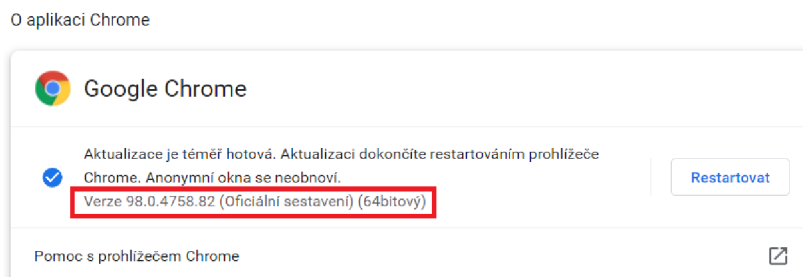 O aplikaci Chrome
Google Chrome
Aktualizace je téměř hotová. Aktualizaci dokončíte restartováním prohlížeče
Chrome. Anonymní okna se neobnoví.
Verze 98.0.4758.82 (Oficiální sestavení) (64bitový)
Restartovat
Pomoc s prohlížečem Chrome